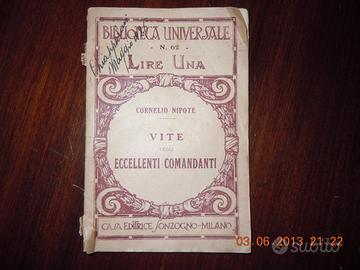 BIBLIOTECA UNIVERSALE
- N. 62 -
LIRE UNA
CORNELIO NIPOTE
VITE
DEGLI
ECCELLENTI COMANDANTI
CASA EDITRICE SONZOGNO - MILANO
03.06.2013 21:22
subito